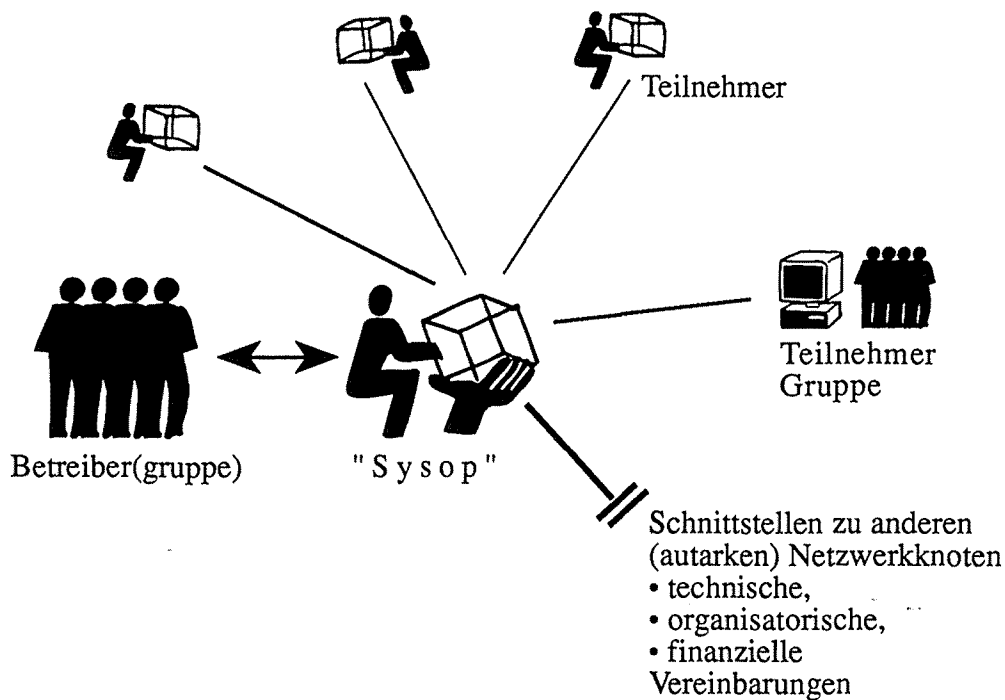 Teilnehmer
Teilnehmer
Gruppe
Betreiber(gruppe)
"Sysop"
Schnittstellen zu anderen
(autarken) Netzwerkknoten
• technische,
• organisatorische,
• finanzielle
Vereinbarungen